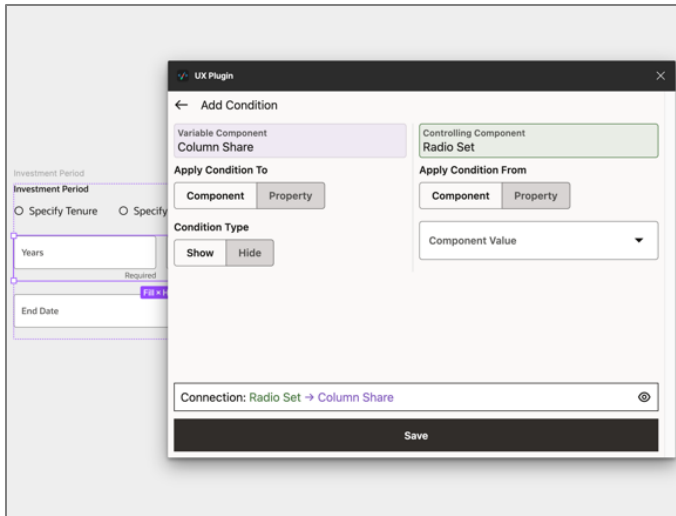 UX Plugin
Add Condition
Variable Component
Column Share
Controlling Component
Radio Set
Apply Condition To
Component
Property
Apply Condition From
Component
Property
Condition Type
Show
Hide
Component Value
Connection: Radio Set → Column Share
Save
Investment Period
Investment Period
Specify Tenure
Specify
Years
Required
Fill × H
End Date